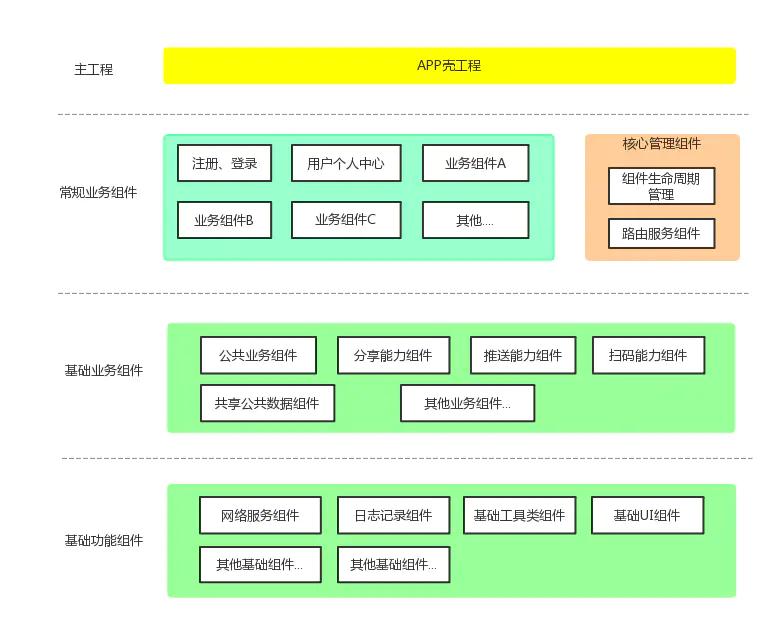 主工程
APP壳工程
常规业务组件
注册、登录
用户个人中心
业务组件A
业务组件B
业务组件C
其他....
核心管理组件
组件生命周期
管理
路由服务组件
基础业务组件
公共业务组件
分享能力组件
推送能力组件
扫码能力组件
共享公共数据组件
其他业务组件...
基础功能组件
网络服务组件
日志记录组件
基础工具类组件
基础UI组件
其他基础组件...
其他基础组件...